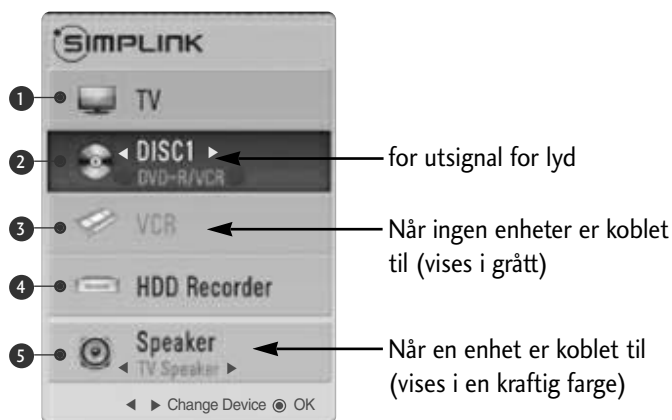 SIMPLINK
1 TV
2 ◀ DISC1 ▶
DVD-R/VCR
for utsignal for lyd
3 VCR
Når ingen enheter er koblet
til (vises i grått)
4 HDD Recorder
5 Speaker
◀ TV Speaker ▶
Når en enhet er koblet til
(vises i en kraftig farge)
◀ ▶ Change Device ◉ OK